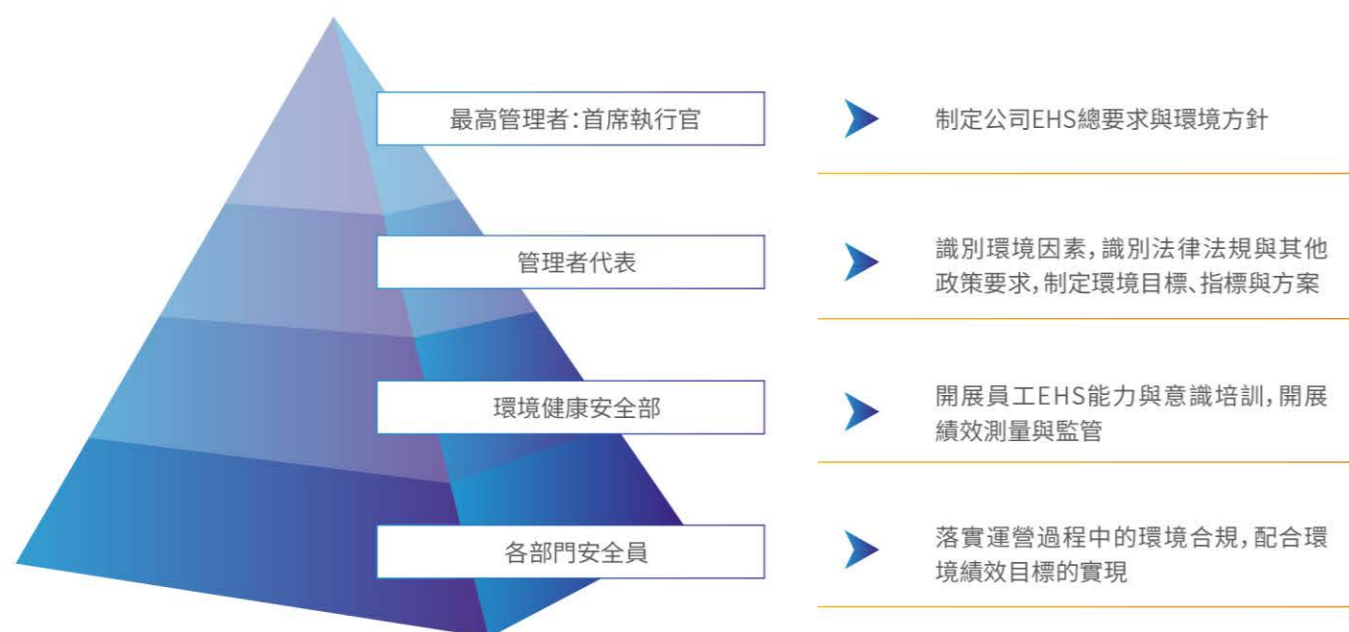 最高管理者：首席執行官
制定公司EHS總要求與環境方針
管理者代表
識別環境因素，識別法律法規與其他
政策要求，制定環境目標、指標與方案
環境健康安全部
開展員工EHS能力與意識培訓，開展
績效測量與監管
各部門安全員
落實運營過程中的環境合規，配合環
境績效目標的實現